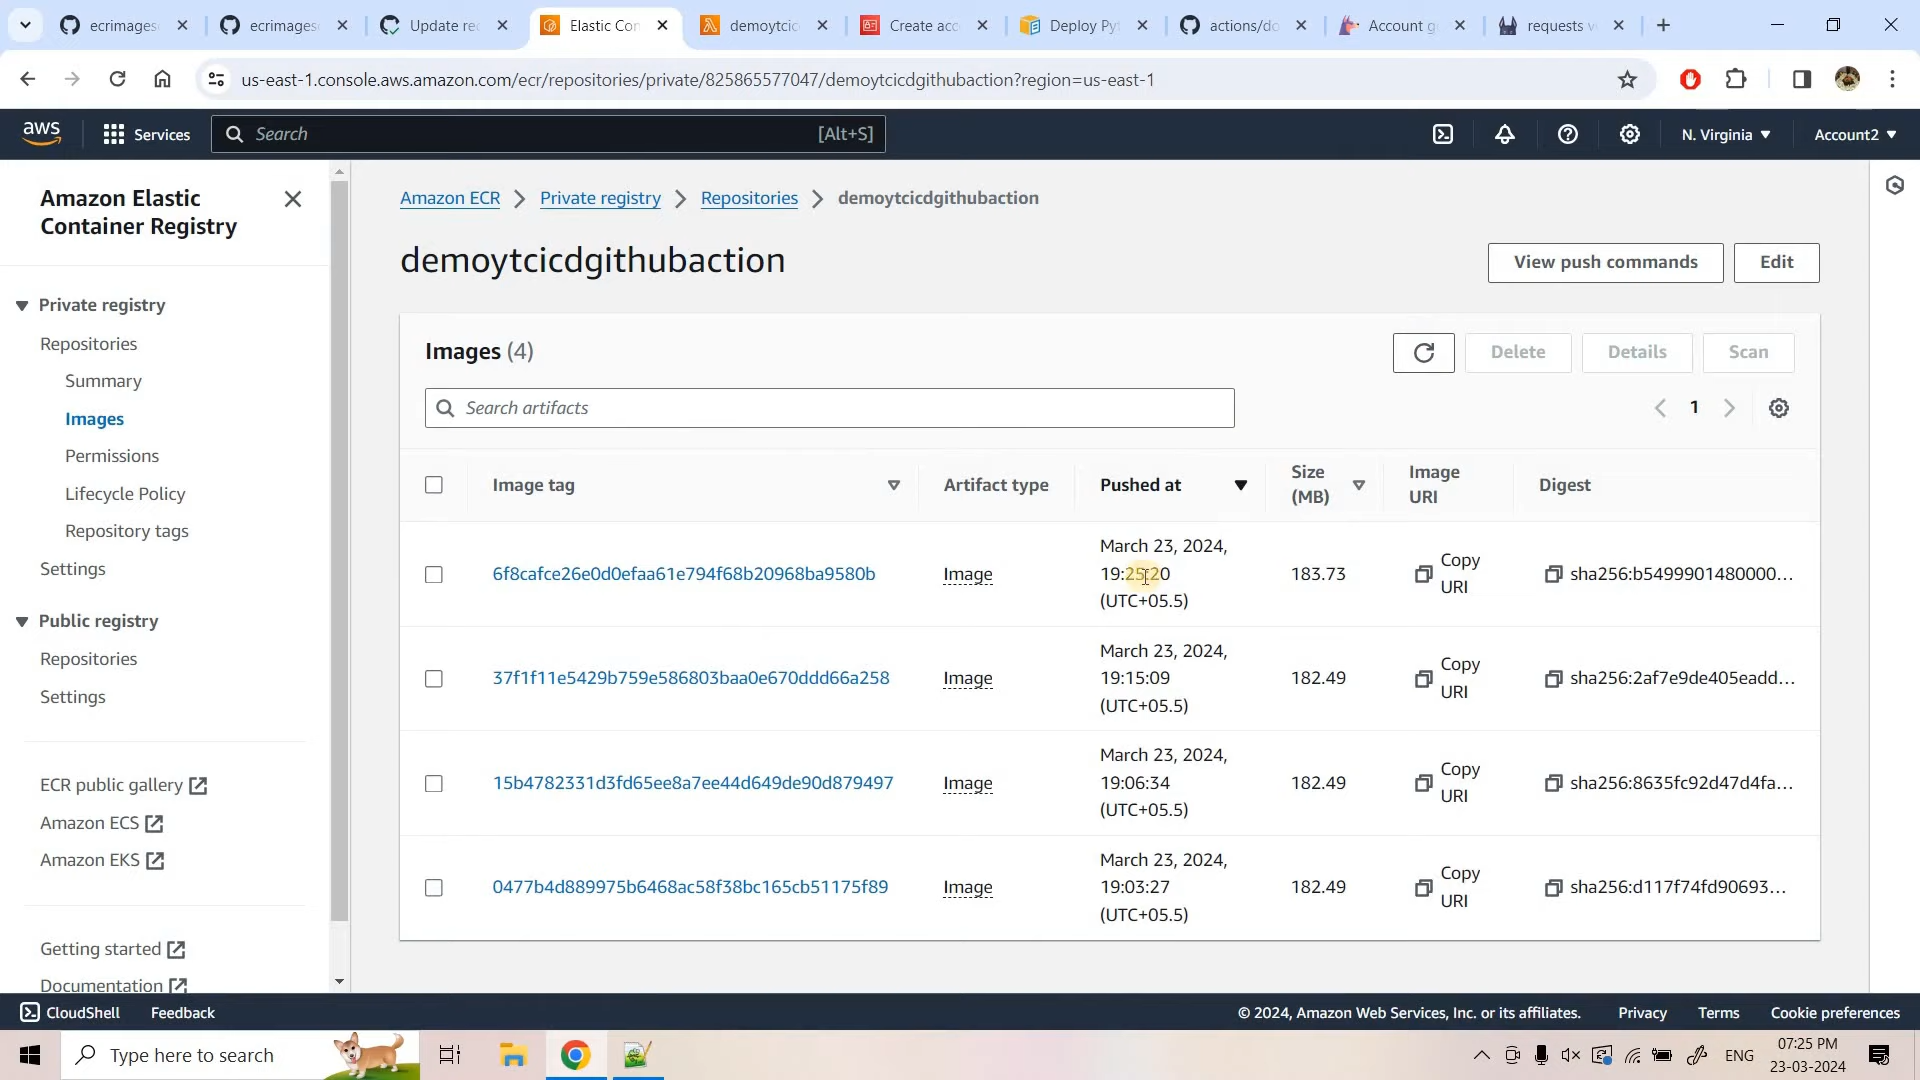 ecrimages
ecrimages
Update re
Elastic Con
demoytcic
Create acc
Deploy Py
actions/do
Account g
requests v
us-east-1.console.aws.amazon.com/ecr/repositories/private/825865577047/demoytcicdgithubaction?region=us-east-1
aws
Services
Search
[Alt+S]
N. Virginia
Account2
Amazon Elastic
Container Registry
Private registry
Repositories
Summary
Images
Permissions
Lifecycle Policy
Repository tags
Settings
Public registry
Repositories
Settings
ECR public gallery
Amazon ECS
Amazon EKS
Getting started
Documentation
Amazon ECR
Private registry
Repositories
demoytcicdgithubaction
demoytcicdgithubaction
View push commands
Edit
Images (4)
Delete
Details
Scan
Search artifacts
1
Image tag
Artifact type
Pushed at
Size
(MB)
Image
URI
Digest
6f8cafce26e0d0efaa61e794f68b20968ba9580b
Image
March 23, 2024,
19:25:20
(UTC+05.5)
183.73
Copy
URI
sha256:b5499901480000...
37f1f11e5429b759e586803baa0e670ddd66a258
Image
March 23, 2024,
19:15:09
(UTC+05.5)
182.49
Copy
URI
sha256:2af7e9de405eadd...
15b4782331d3fd65ee8a7ee44d649de90d879497
Image
March 23, 2024,
19:06:34
(UTC+05.5)
182.49
Copy
URI
sha256:8635fc92d47d4fa...
0477b4d889975b6468ac58f38bc165cb51175f89
Image
March 23, 2024,
19:03:27
(UTC+05.5)
182.49
Copy
URI
sha256:d117f74fd90693...
CloudShell
Feedback
© 2024, Amazon Web Services, Inc. or its affiliates.
Privacy
Terms
Cookie preferences
Type here to search
ENG
07:25 PM
23-03-2024